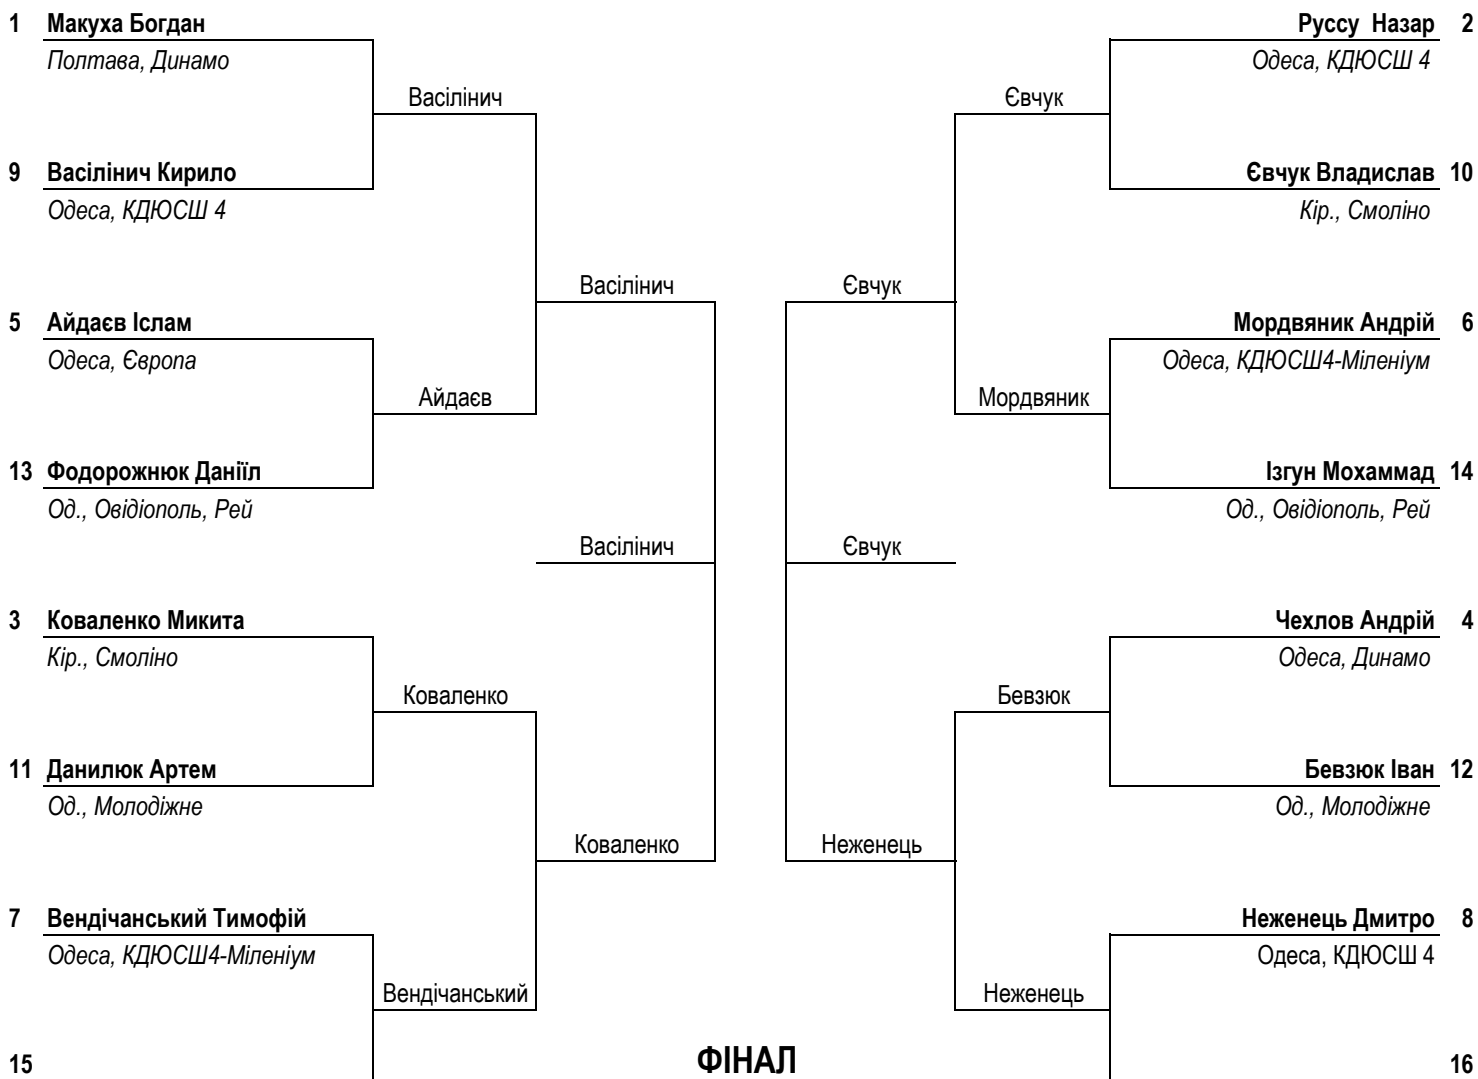 1 Макуха Богдан
Руссу Назар 2
Полтава, Динамо
Одеса, КДЮСШ 4
Васілінич
Євчук
9 Васілінич Кирило
Євчук Владислав 10
Одеса, КДЮСШ 4
Кір., Смоліно
Васілінич
Євчук
5 Айдаєв Іслам
Мордвяник Андрій 6
Одеса, Європа
Одеса, КДЮСШ4-Міленіум
Айдаєв
Мордвяник
13 Фодорожнюк Даніїл
Ізгун Мохаммад 14
Од., Овідіополь, Рей
Од., Овідіополь, Рей
Васілінич
Євчук
3 Коваленко Микита
Чехлов Андрій 4
Кір., Смоліно
Одеса, Динамо
Коваленко
Бевзюк
11 Данилюк Артем
Бевзюк Іван 12
Од., Молодіжне
Од., Молодіжне
Коваленко
Неженець
7 Вендічанський Тимофій
Неженець Дмитро 8
Одеса, КДЮСШ4-Міленіум
Одеса, КДЮСШ 4
Вендічанський
Неженець
15
ФІНАЛ
16